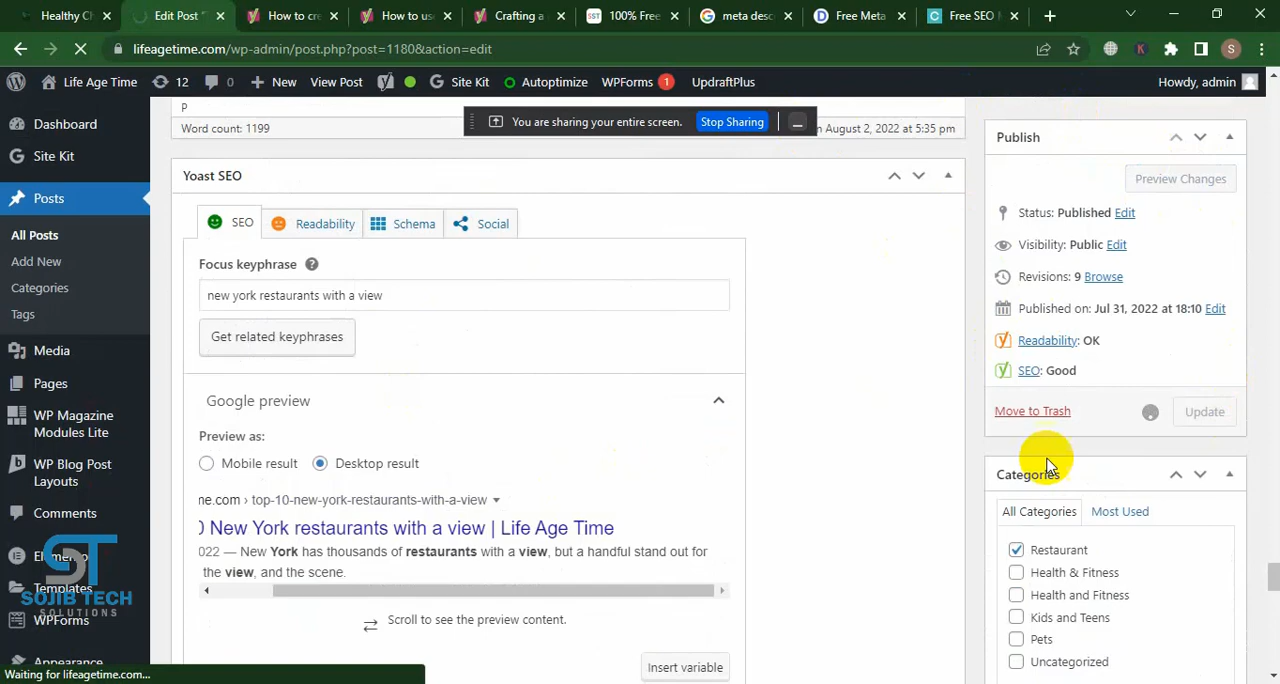 Healthy Ch
Edit Post "
How to cre
How to use
Crafting a
SST
100% Free
meta desc
Free Meta
Free SEO M
lifeagetime.com/wp-admin/post.php?post=1180&action=edit
S
Life Age Time
12
0
New
View Post
Site Kit
Autoptimize
WPForms 1
UpdraftPlus
Howdy, admin
Dashboard
Site Kit
Posts
All Posts
Add New
Categories
Tags
Media
Pages
WP Magazine
Modules Lite
WP Blog Post
Layouts
Comments
Templates
WPForms
Appearance
ST
SOJIB TECH
SOLUTIONS
Waiting for lifeagetime.com...
P
Word count: 1199
You are sharing your entire screen.
Stop Sharing
n August 2, 2022 at 5:35 pm
Yoast SEO
SEO
Readability
Schema
Social
Focus keyphrase
new york restaurants with a view
Get related keyphrases
Google preview
Preview as:
Mobile result
Desktop result
ne.com › top-10-new-york-restaurants-with-a-view
0 New York restaurants with a view | Life Age Time
2022 — New York has thousands of restaurants with a view, but a handful stand out for
the view, and the scene.
Scroll to see the preview content.
Insert variable
Publish
Preview Changes
Status: Published Edit
Visibility: Public Edit
Revisions: 9 Browse
Published on: Jul 31, 2022 at 18:10 Edit
Readability: OK
SEO: Good
Move to Trash
Update
Categories
All Categories
Most Used
Restaurant
Health & Fitness
Health and Fitness
Kids and Teens
Pets
Uncategorized